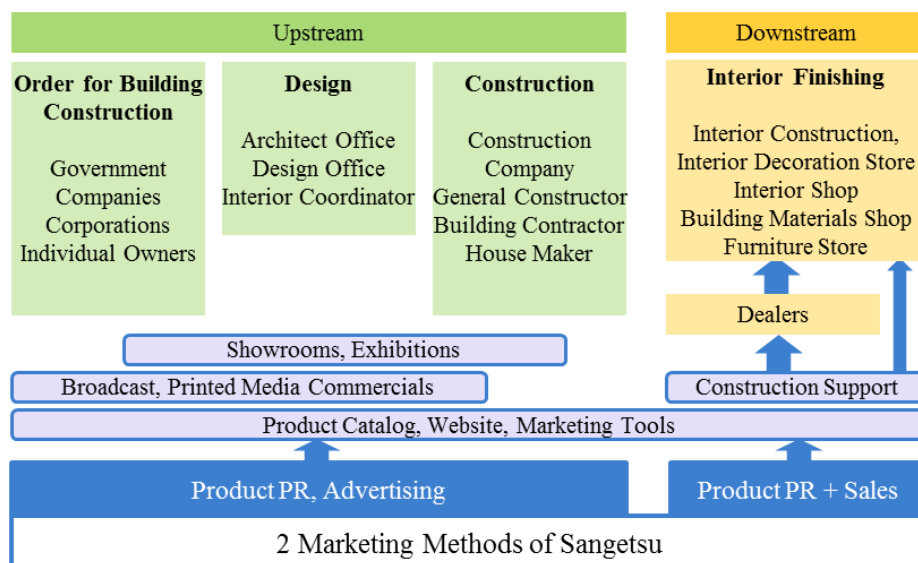 Upstream
Downstream
Order for Building
Construction
Government
Companies
Corporations
Individual Owners
Design
Architect Office
Design Office
Interior Coordinator
Construction
Construction
Company
General Constructor
Building Contractor
House Maker
Interior Finishing
Interior Construction,
Interior Decoration Store
Interior Shop
Building Materials Shop
Furniture Store
Dealers
Showrooms, Exhibitions
Broadcast, Printed Media Commercials
Construction Support
Product Catalog, Website, Marketing Tools
Product PR, Advertising
Product PR + Sales
2 Marketing Methods of Sangetsu